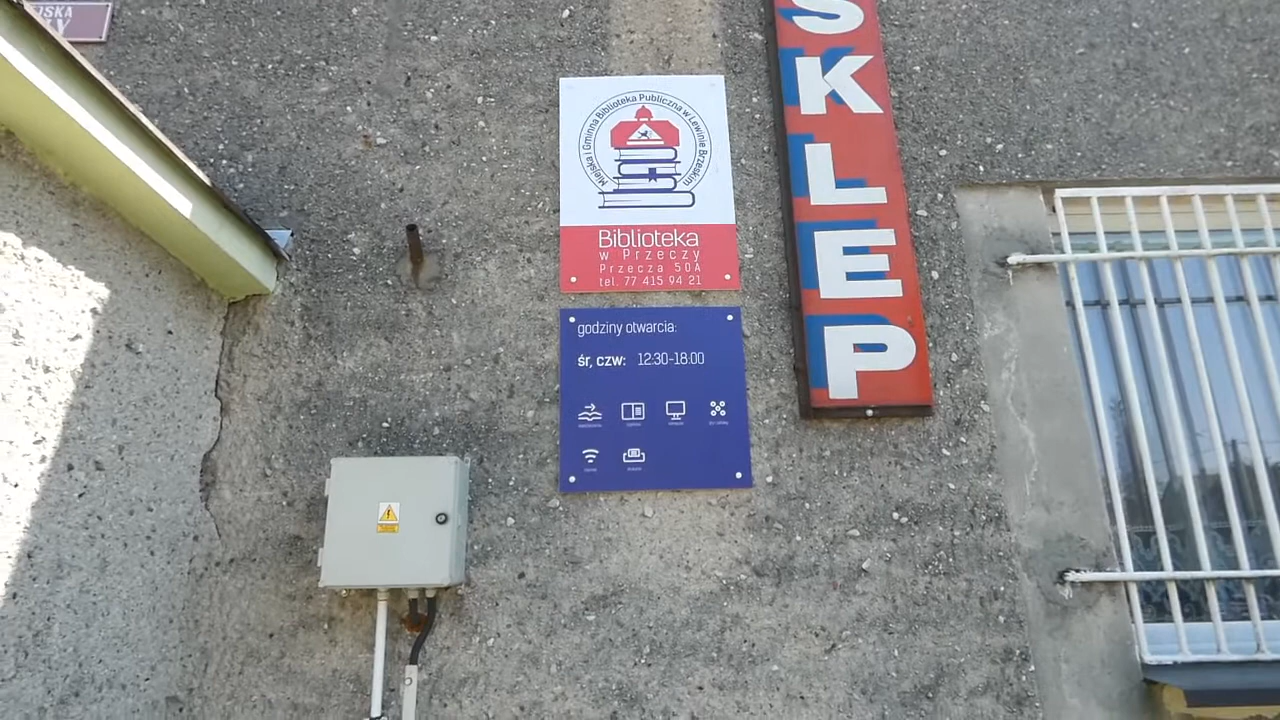 Miejska i Gminna Biblioteka Publiczna w Lewinie Brzeskim
Biblioteka
w Przeczy
Przecza 50A
tel. 77 415 94 21
godziny otwarcia:
śr, czw: 12:30-18:00
SKLEP